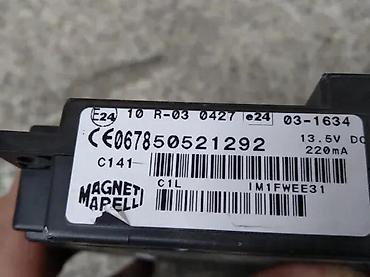 E24 10 R-03 0427 e24 03-1634
CE0678 50521292 13.5V DC
220mA
C141
MAGNETI
MARELLI
C1L IM1FWEE31